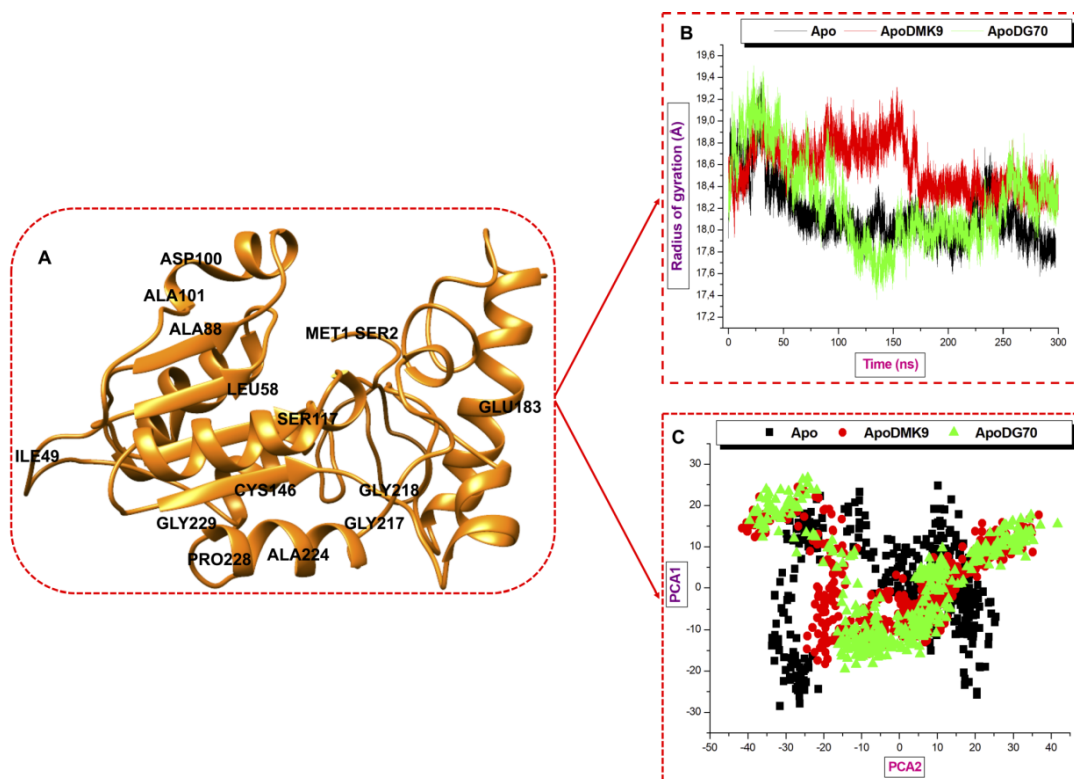 A
ASP100
ALA101
ALA88
MET1 SER2
LEU58
SER117
GLU183
ILE49
CYS146
GLY218
GLY229
GLY217
PRO228
ALA224
B
Apo ApoDMK9 ApoDG70
19,6
19,4
19,2
19,0
18,8
18,6
18,4
18,2
18,0
17,8
17,6
17,4
17,2
Radius of gyration (Å)
0 50 100 150 200 250 300
Time (ns)
C
Apo ApoDMK9 ApoDG70
30
20
10
0
-10
-20
-30
PCA1
-50 -40 -30 -20 -10 0 10 20 30 40
PCA2